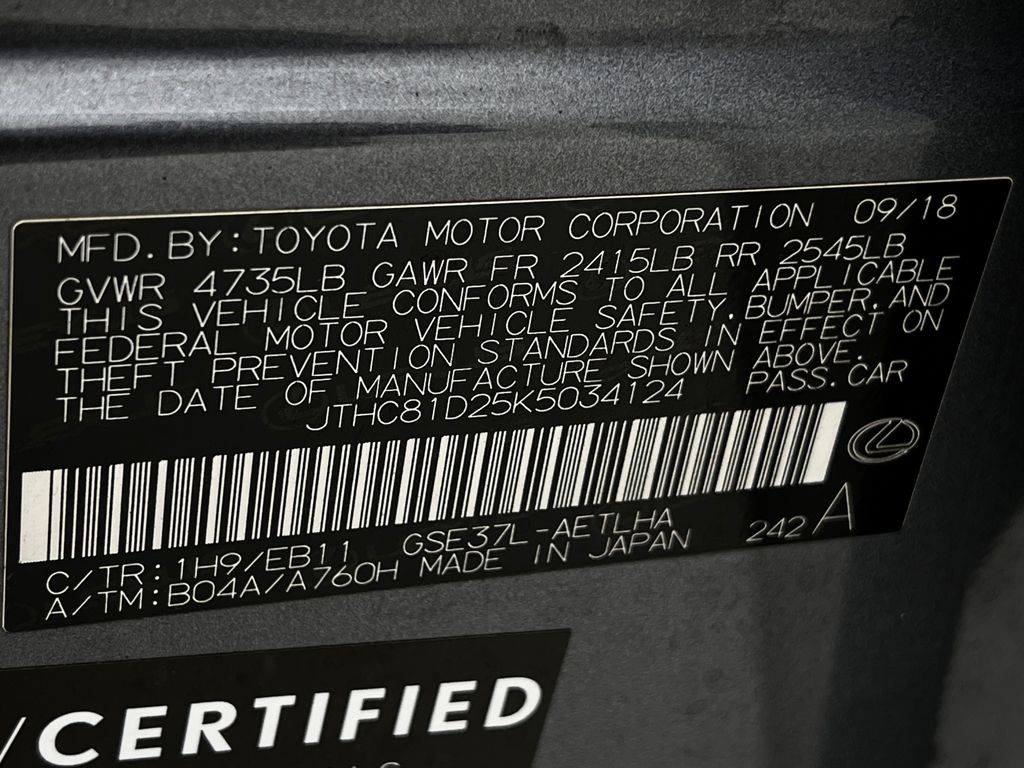 MFD. BY: TOYOTA MOTOR CORPORATION 09/18
GVWR 4735LB GAWR FR 2415LB RR 2545LB
THIS VEHICLE CONFORMS TO ALL APPLICABLE
FEDERAL MOTOR VEHICLE SAFETY, BUMPER, AND
THEFT PREVENTION STANDARDS IN EFFECT ON
THE DATE OF MANUFACTURE SHOWN ABOVE.
JTHC81D25K5034124 PASS. CAR
C/TR: 1H9/EB11 GSE37L-AETLHA
A/TM: B04A/A760H MADE IN JAPAN 242 A
/CERTIFIED